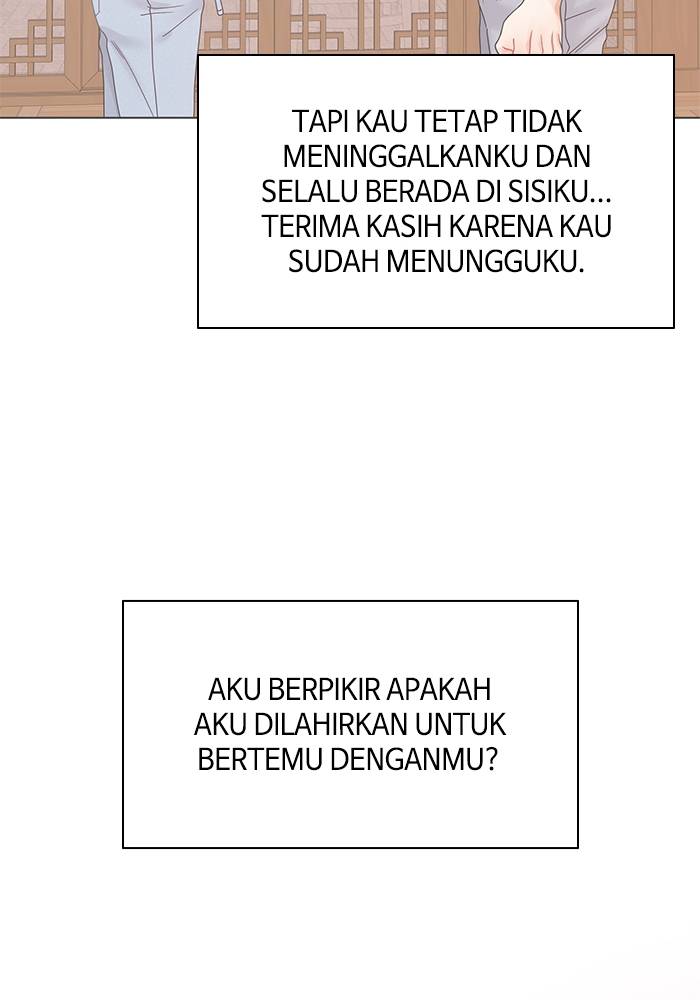 TAPI KAU TETAP TIDAK
MENINGGALKANKU DAN
SELALU BERADA DI SISIKU...
TERIMA KASIH KARENA KAU
SUDAH MENUNGGUKU.
AKU BERPIKIR APAKAH
AKU DILAHIRKAN UNTUK
BERTEMU DENGANMU?